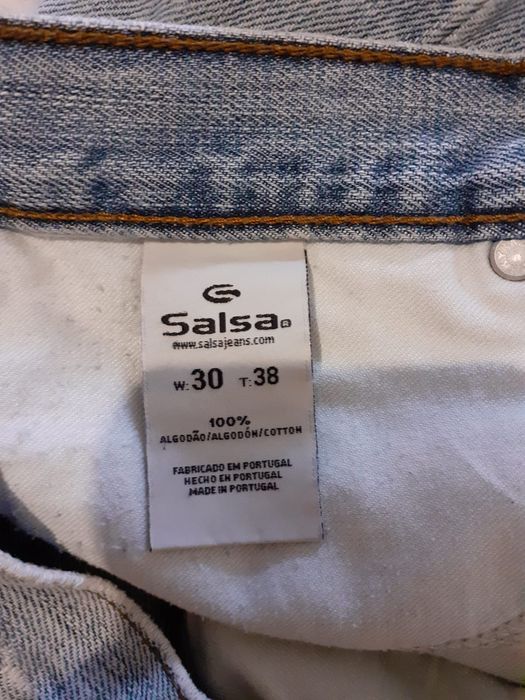 Salsa®
www.salsajeans.com
W: 30 T: 38
100%
ALGODÃO/ALGODÓN/COTTON
FABRICADO EM PORTUGAL
HECHO EN PORTUGAL
MADE IN PORTUGAL